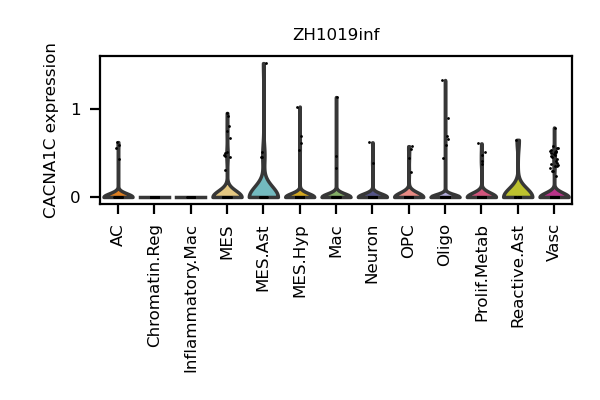 ZH1019inf
CACNA1C expression
1
0
AC
Chromatin.Reg
Inflammatory.Mac
MES
MES.Ast
MES.Hyp
Mac
Neuron
OPC
Oligo
Prolif.Metab
Reactive.Ast
Vasc